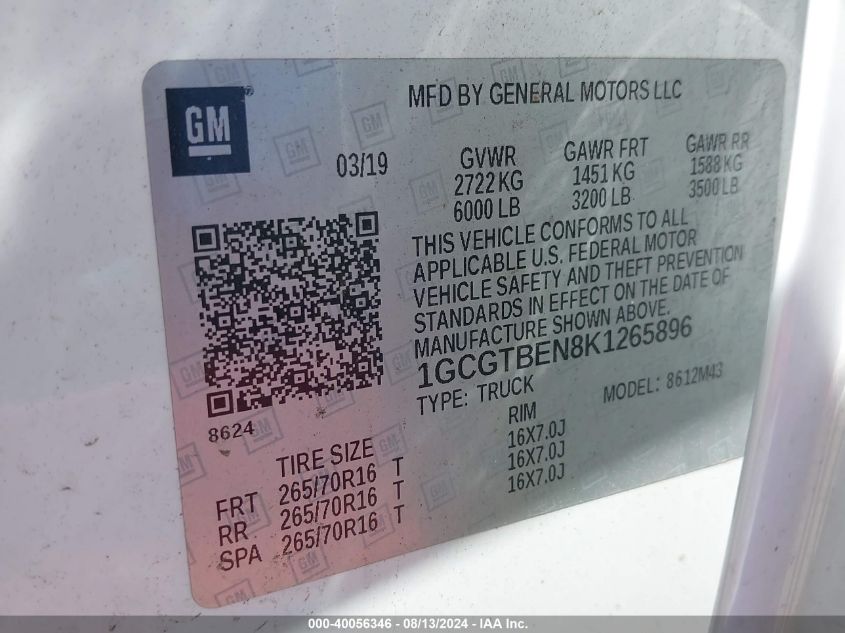 MFD BY GENERAL MOTORS LLC
GM
03/19
GVWR GAWR FRT GAWR RR
2722 KG 1451 KG 1588 KG
6000 LB 3200 LB 3500 LB
THIS VEHICLE CONFORMS TO ALL
APPLICABLE U.S. FEDERAL MOTOR
VEHICLE SAFETY AND THEFT PREVENTION
STANDARDS IN EFFECT ON THE DATE OF
MANUFACTURE SHOWN ABOVE.
1GCGTBEN8K1265896
TYPE: TRUCK MODEL: 8612M43
8624
TIRE SIZE RIM
FRT 265/70R16 T 16X7.0J
RR 265/70R16 T 16X7.0J
SPA 265/70R16 T 16X7.0J
000-40056346 - 08/13/2024 - IAA Inc.